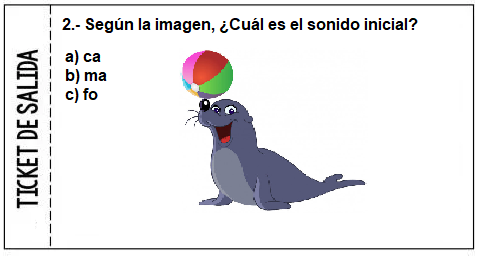 TICKET DE SALIDA
2.- Según la imagen, ¿Cuál es el sonido inicial?
a) ca
b) ma
c) fo